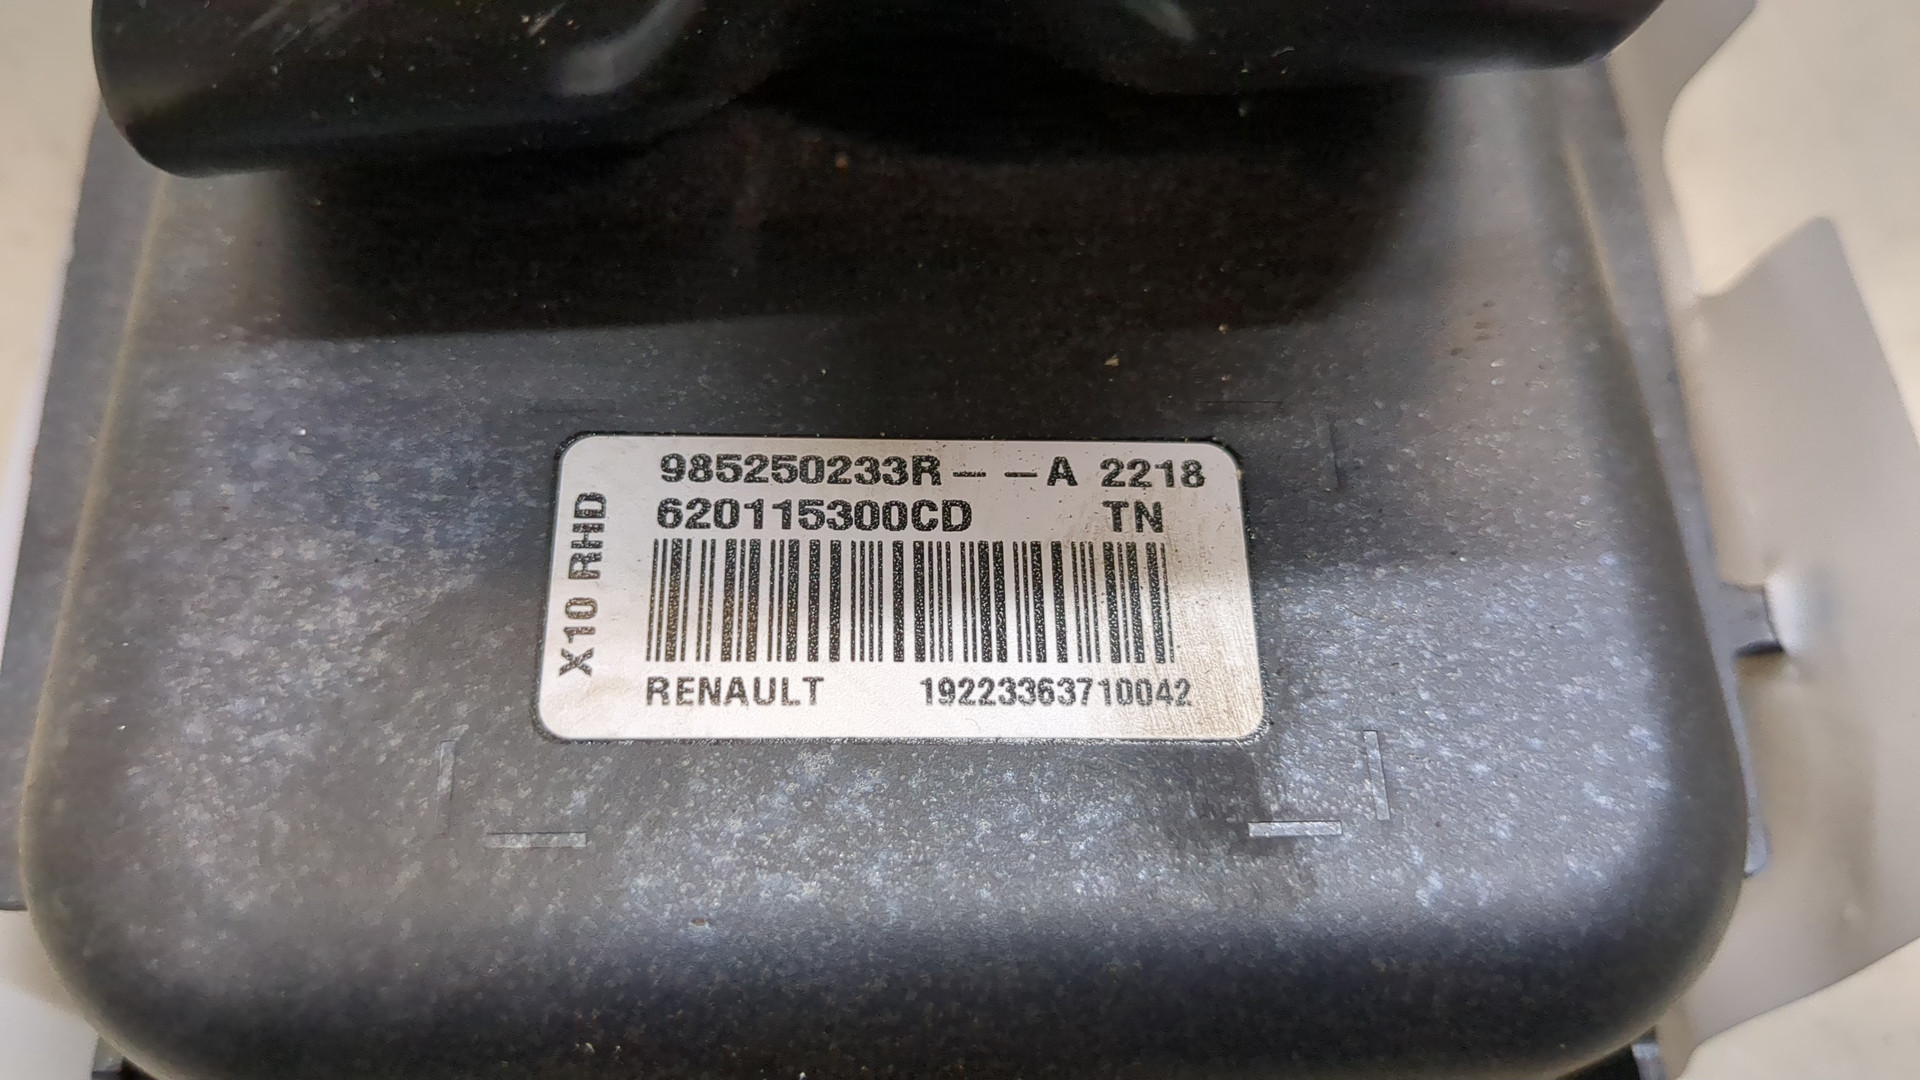 985250233R-- --A 2218
620115300CD TN
X10 RHD
RENAULT 19223363710042